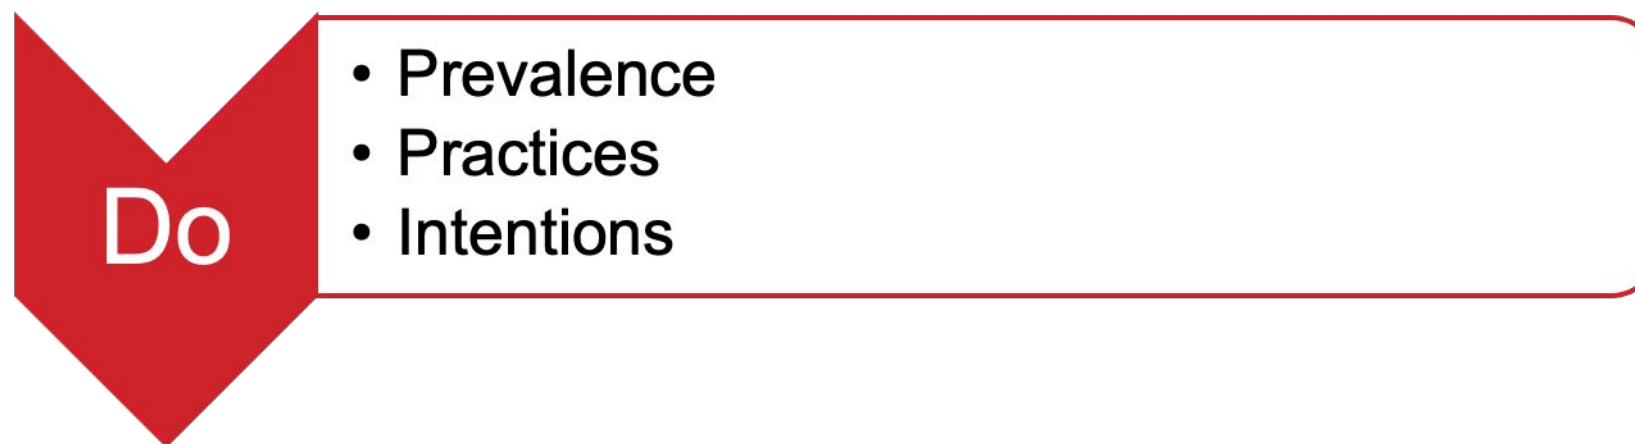 Do
• Prevalence
• Practices
• Intentions